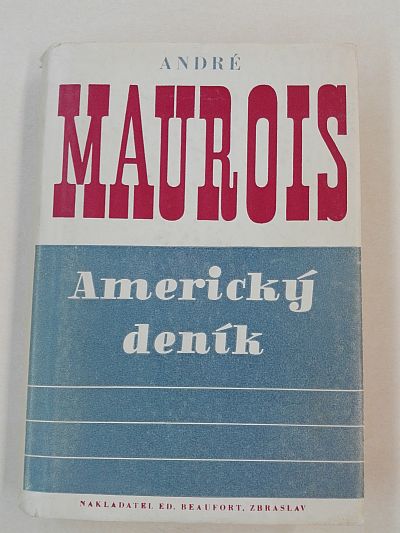 ANDRÉ
MAUROIS
Americký
deník
NAKLADATEL ED. BEAUFORT, ZBRASLAV